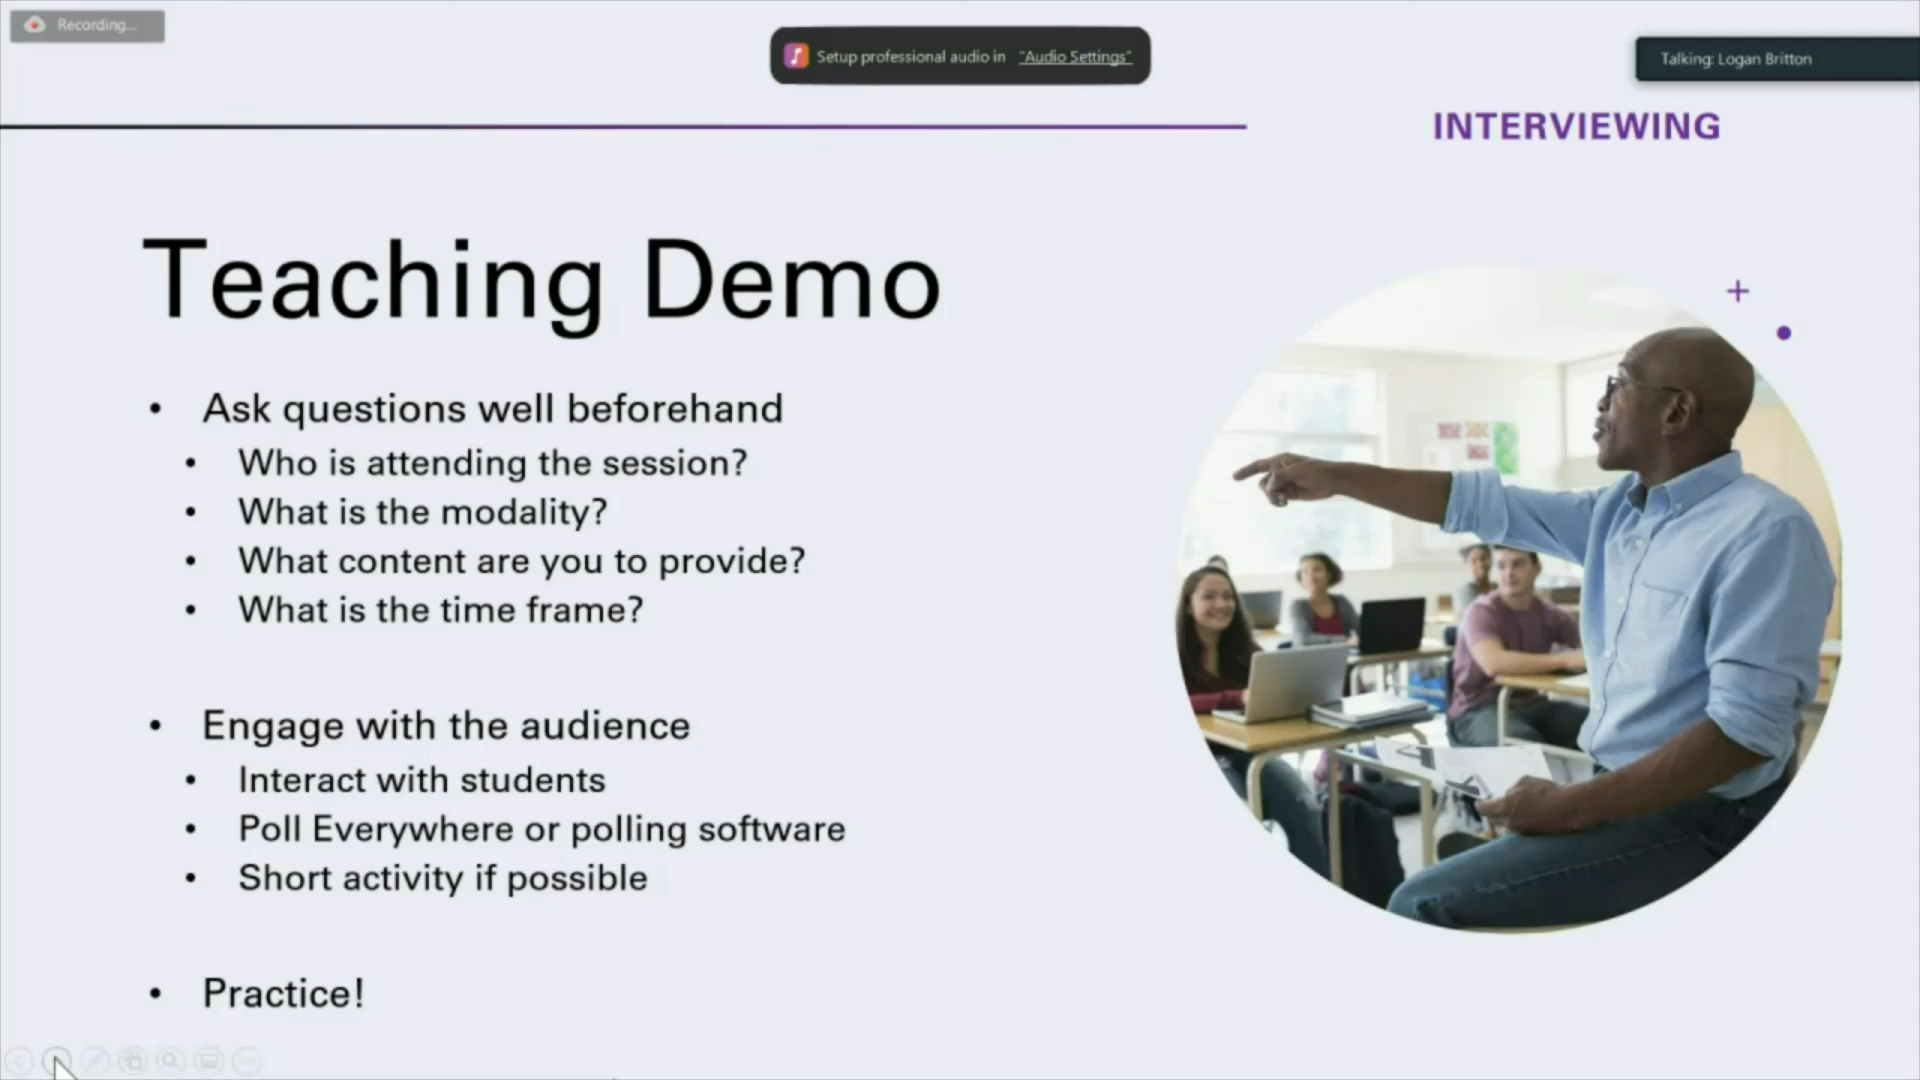 Recording...
Setup professional audio in "Audio Settings"
Talking: Logan Britton
INTERVIEWING
Teaching Demo
• Ask questions well beforehand
• Who is attending the session?
• What is the modality?
• What content are you to provide?
• What is the time frame?
• Engage with the audience
• Interact with students
• Poll Everywhere or polling software
• Short activity if possible
• Practice!